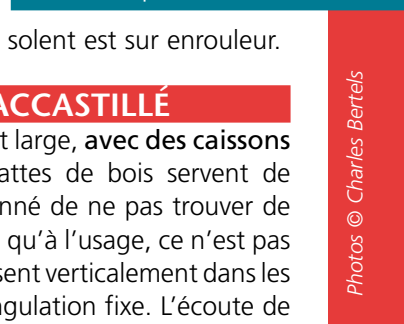 solent est sur enrouleur.
ACCASTILLÉ
t large, avec des caissons
attes de bois servent de
nné de ne pas trouver de
qu'à l'usage, ce n'est pas
sent verticalement dans les
ngulation fixe. L'écoute de
Photos © Charles Bertels